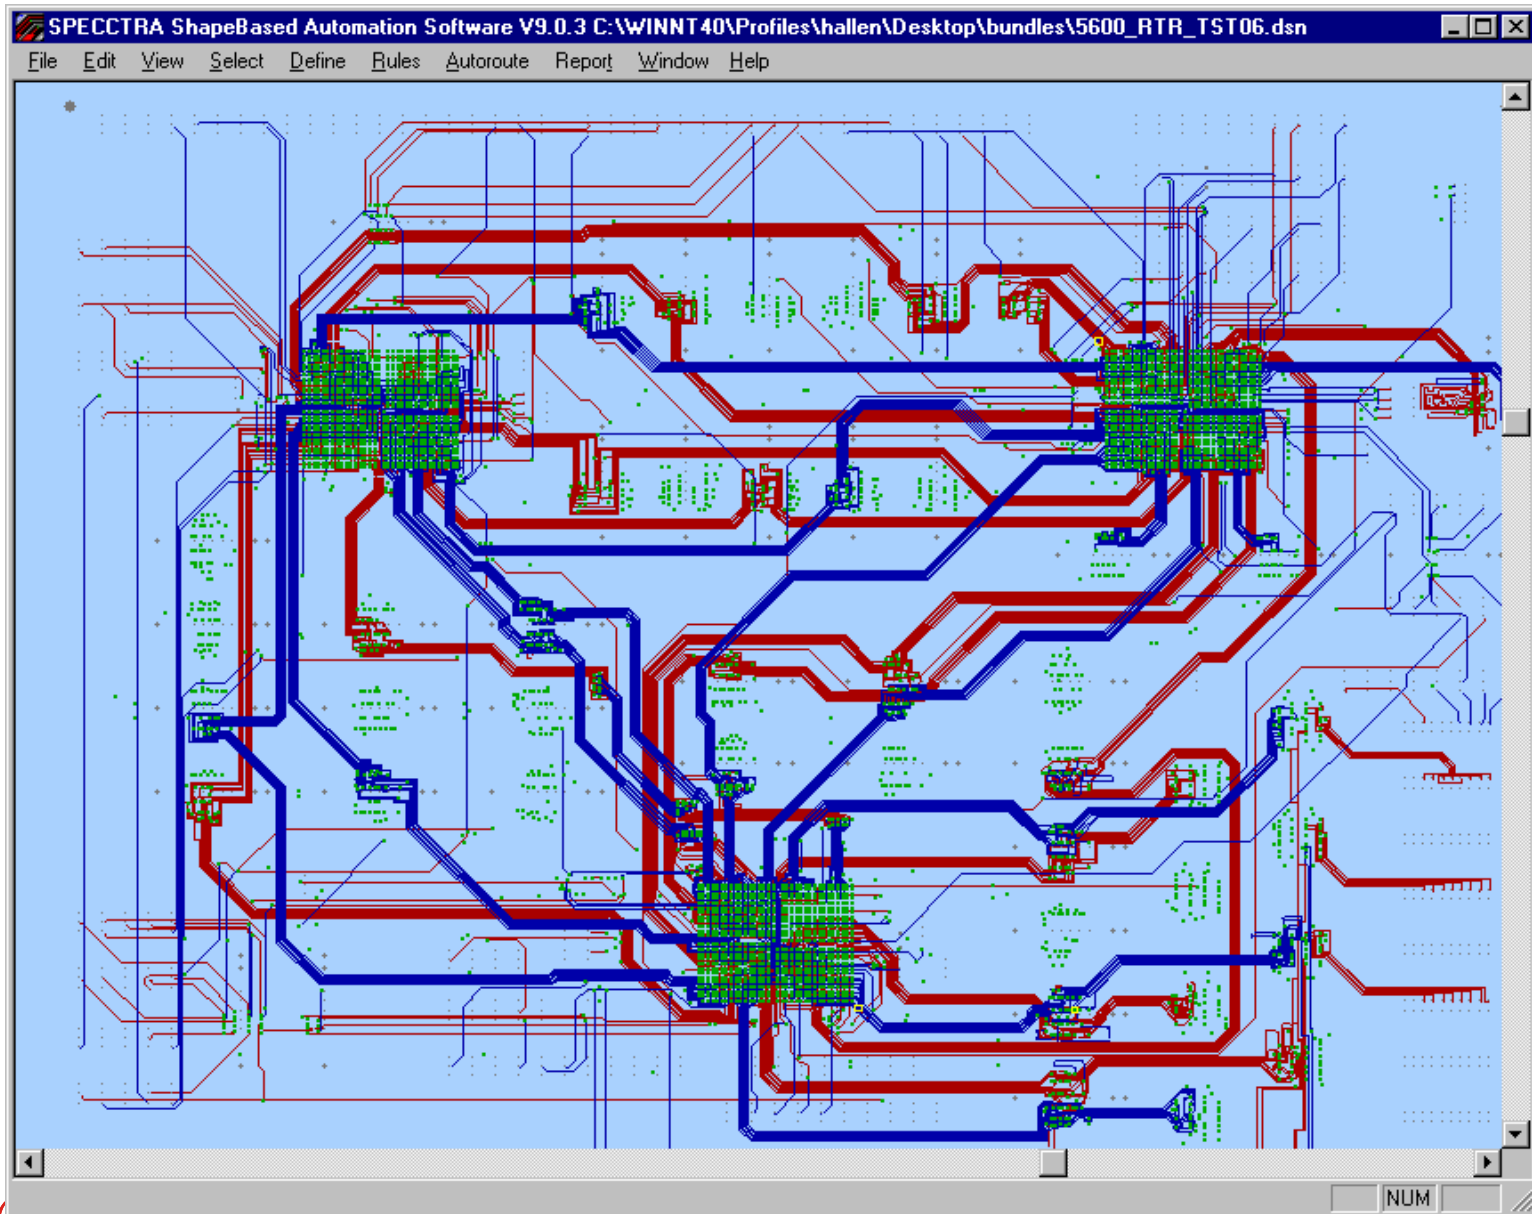 SPECCTRA ShapeBased Automation Software V9.0.3 C:\WINNT40\Profiles\hallen\Desktop\bundles\5600_RTR_TST06.dsn
File Edit View Select Define Rules Autoroute Report Window Help
NUM